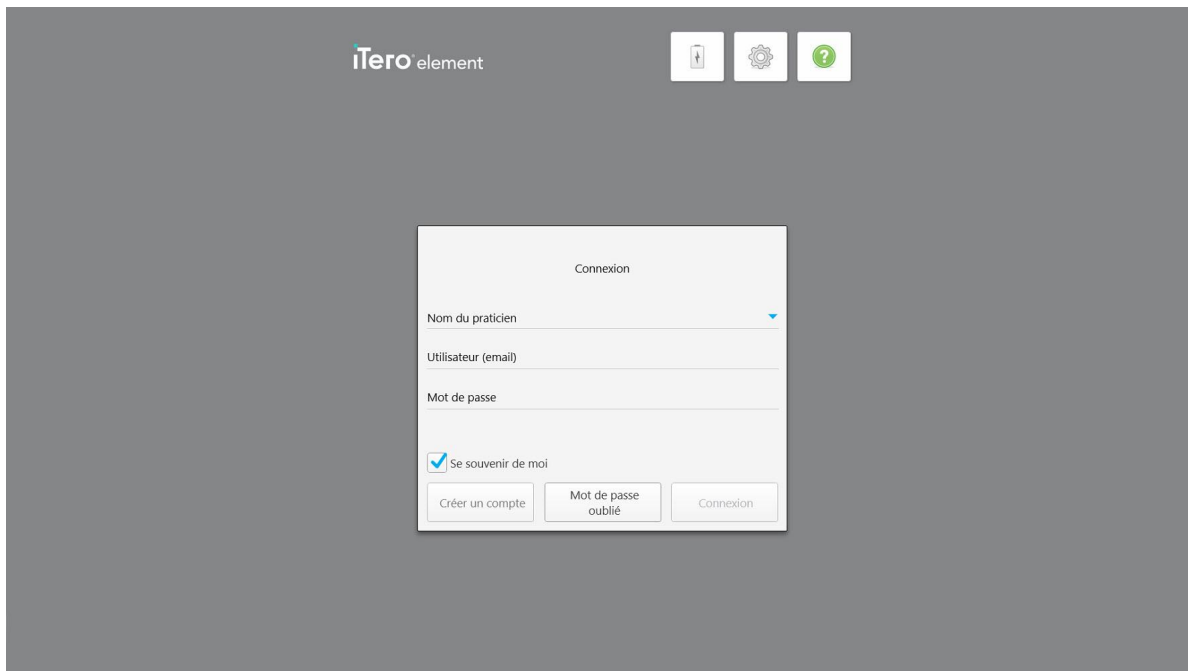 iTero element
?
Connexion
Nom du praticien
Utilisateur (email)
Mot de passe
Se souvenir de moi
Créer un compte
Mot de passe
oublié
Connexion